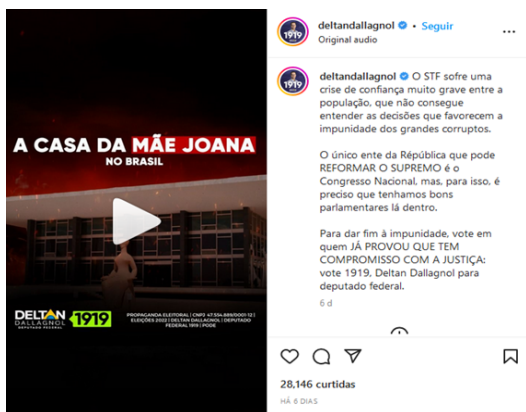 A CASA DA MÃE JOANA
NO BRASIL
DELTAN
DALLAGNOL
DEPUTADO FEDERAL
1919
PROPAGANDA ELEITORAL | CNPJ 47.554.889/0001-12 |
ELEIÇÕES 2022 | DELTAN DALLAGNOL | DEPUTADO
FEDERAL 1919 | PODE
1919
deltandallagnol • Seguir
Original audio
1919
deltandallagnol O STF sofre uma
crise de confiança muito grave entre a
população, que não consegue
entender as decisões que favorecem a
impunidade dos grandes corruptos.
O único ente da República que pode
REFORMAR O SUPREMO é o
Congresso Nacional, mas, para isso, é
preciso que tenhamos bons
parlamentares lá dentro.
Para dar fim à impunidade, vote em
quem JÁ PROVOU QUE TEM
COMPROMISSO COM A JUSTIÇA:
vote 1919, Deltan Dallagnol para
deputado federal.
6 d
28,146 curtidas
HÁ 6 DIAS